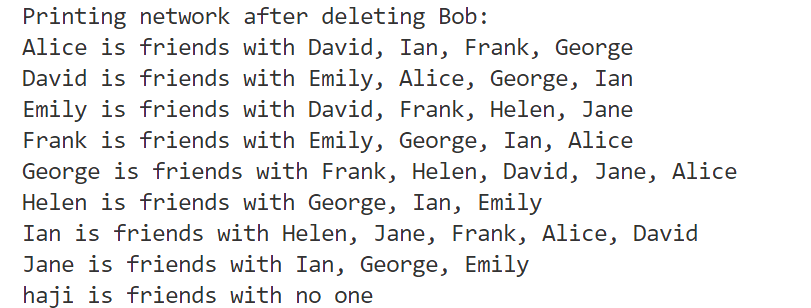 Printing network after deleting Bob:
Alice is friends with David, Ian, Frank, George
David is friends with Emily, Alice, George, Ian
Emily is friends with David, Frank, Helen, Jane
Frank is friends with Emily, George, Ian, Alice
George is friends with Frank, Helen, David, Jane, Alice
Helen is friends with George, Ian, Emily
Ian is friends with Helen, Jane, Frank, Alice, David
Jane is friends with Ian, George, Emily
haji is friends with no one